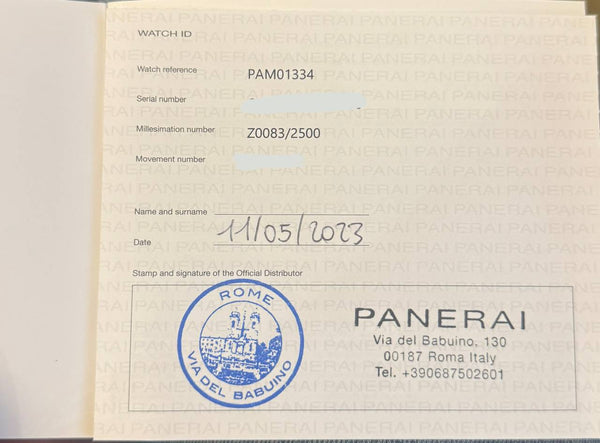 WATCH ID
Watch reference PAM01334
Serial number
Millesimation number Z0083/2500
Movement number
Name and surname
Date 11/05/2023
Stamp and signature of the Official Distributor
ROME
VIA DEL BABUINO
PANERAI
Via del Babuino, 130
00187 Roma Italy
Tel. +390687502601